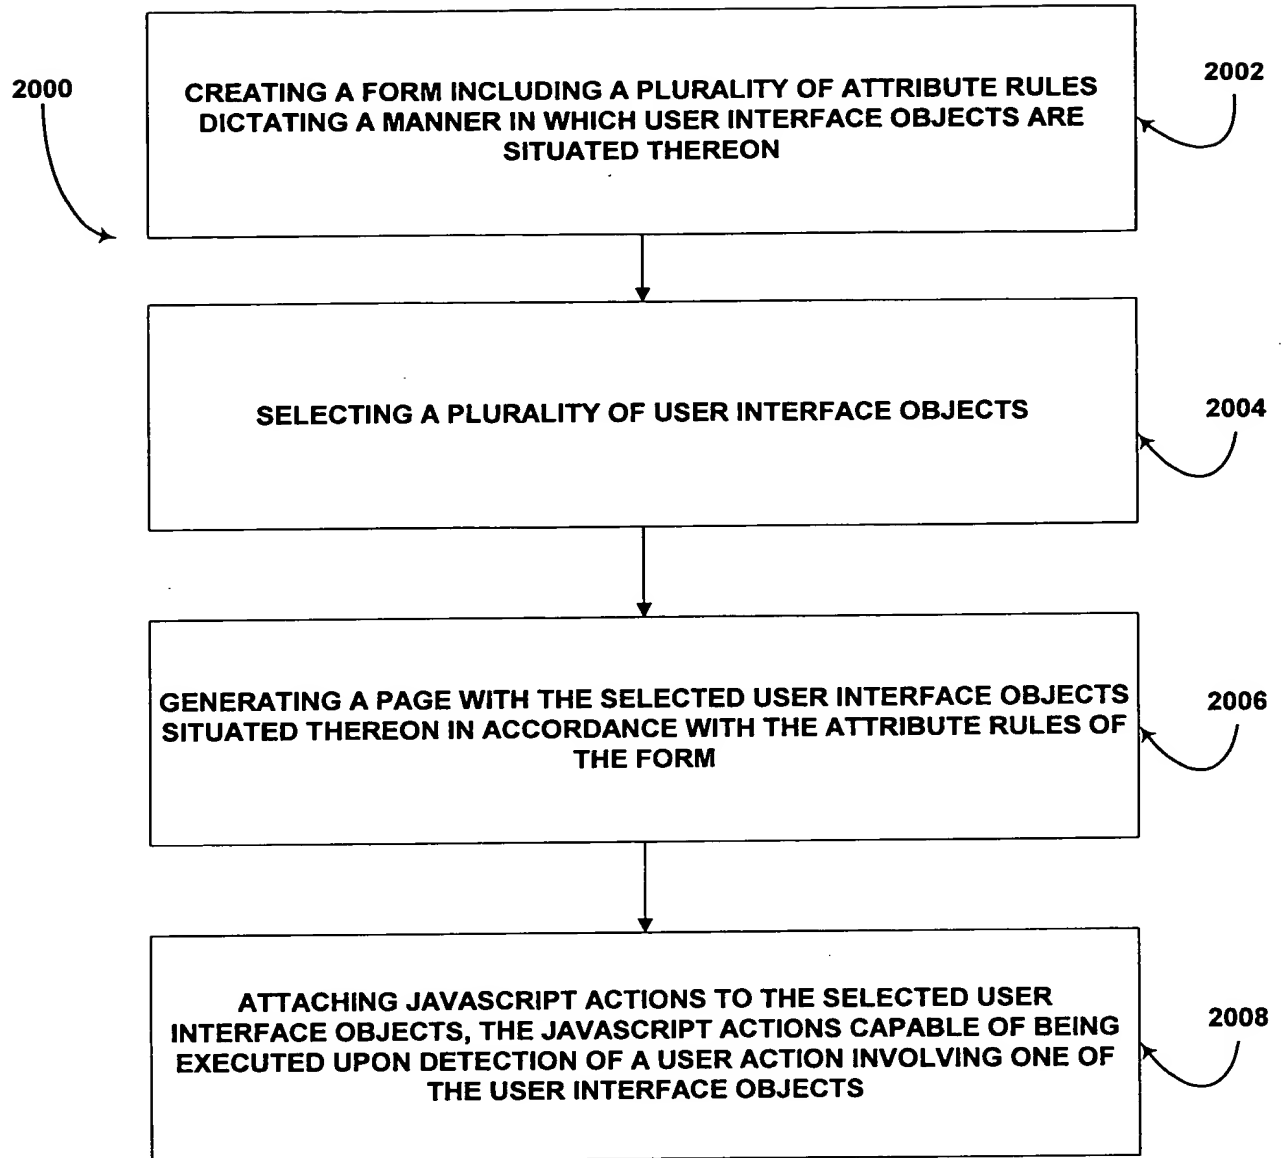 2000
CREATING A FORM INCLUDING A PLURALITY OF ATTRIBUTE RULES
DICTATING A MANNER IN WHICH USER INTERFACE OBJECTS ARE
SITUATED THEREON
2002
SELECTING A PLURALITY OF USER INTERFACE OBJECTS
2004
GENERATING A PAGE WITH THE SELECTED USER INTERFACE OBJECTS
SITUATED THEREON IN ACCORDANCE WITH THE ATTRIBUTE RULES OF
THE FORM
2006
ATTACHING JAVASCRIPT ACTIONS TO THE SELECTED USER
INTERFACE OBJECTS, THE JAVASCRIPT ACTIONS CAPABLE OF BEING
EXECUTED UPON DETECTION OF A USER ACTION INVOLVING ONE OF
THE USER INTERFACE OBJECTS
2008